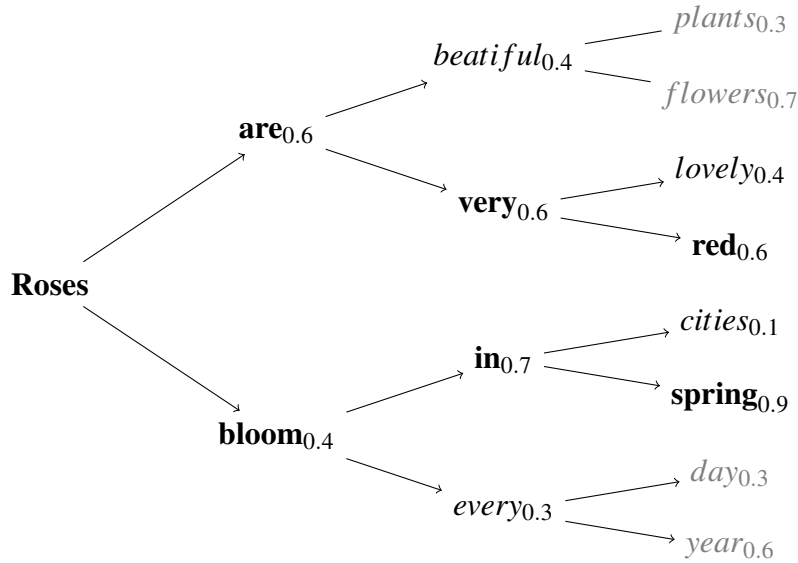 plants0.3
beatiful0.4
flowers0.7
are0.6
lovely0.4
very0.6
red0.6
Roses
cities0.1
in0.7
spring0.9
bloom0.4
day0.3
every0.3
year0.6